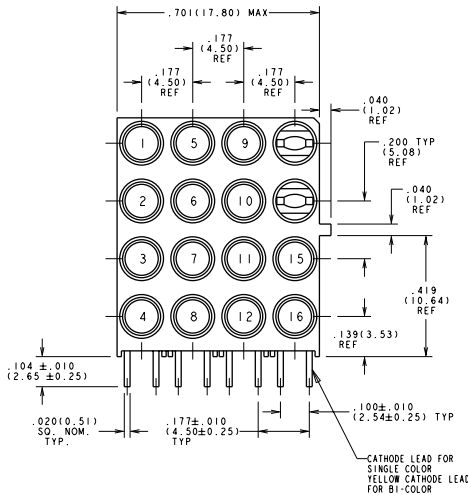 .701(17.80) MAX
.177
(4.50)
REF
.177
(4.50)
REF
.177
(4.50)
REF
.040
(1.02)
REF
.200 TYP
(5.08)
REF
.040
(1.02)
REF
1 5 9
2 6 10
3 7 11 15
4 8 12 16
.419
(10.64)
REF
.139(3.53)
REF
.104 ±.010
(2.65 ±0.25)
.020(0.51)
SQ. NOM.
TYP.
.177±.010
(4.50±0.25)
TYP
.100±.010
(2.54±0.25) TYP
CATHODE LEAD FOR
SINGLE COLOR
YELLOW CATHODE LEAD
FOR BI-COLOR